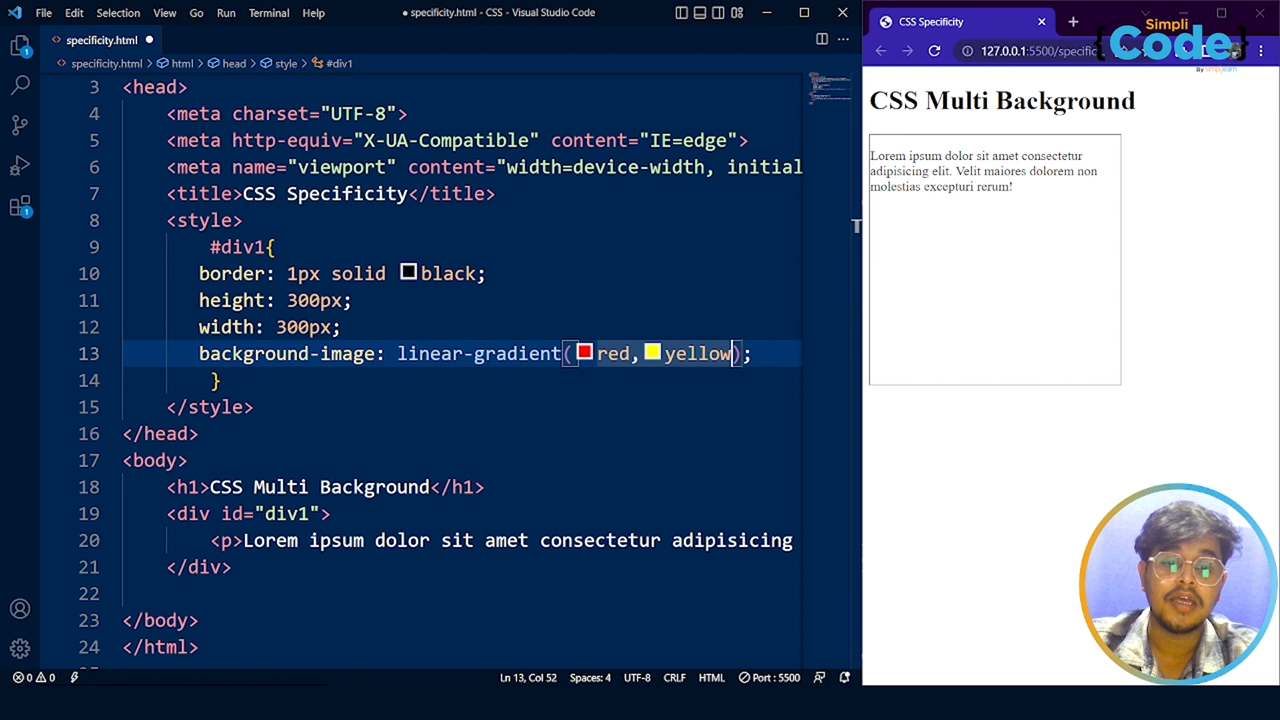 File Edit Selection View Go Run Terminal Help
● specificity.html - CSS - Visual Studio Code
specificity.html ●
specificity.html > html > head > style > #div1
3 <head>
4 <meta charset="UTF-8">
5 <meta http-equiv="X-UA-Compatible" content="IE=edge">
6 <meta name="viewport" content="width=device-width, initial
7 <title>CSS Specificity</title>
8 <style>
9 #div1{
10 border: 1px solid black;
11 height: 300px;
12 width: 300px;
13 background-image: linear-gradient(red,yellow);
14 }
15 </style>
16 </head>
17 <body>
18 <h1>CSS Multi Background</h1>
19 <div id="div1">
20 <p>Lorem ipsum dolor sit amet consectetur adipisicing
21 </div>
22
23 </body>
24 </html>
1
1
0 0
Ln 13, Col 52 Spaces: 4 UTF-8 CRLF HTML Port : 5500
CSS Specificity
127.0.0.1:5500/specific
Simpli
{Code}
By simplilearn
CSS Multi Background
Lorem ipsum dolor sit amet consectetur
adipisicing elit. Velit maiores dolorem non
molestias excepturi rerum!